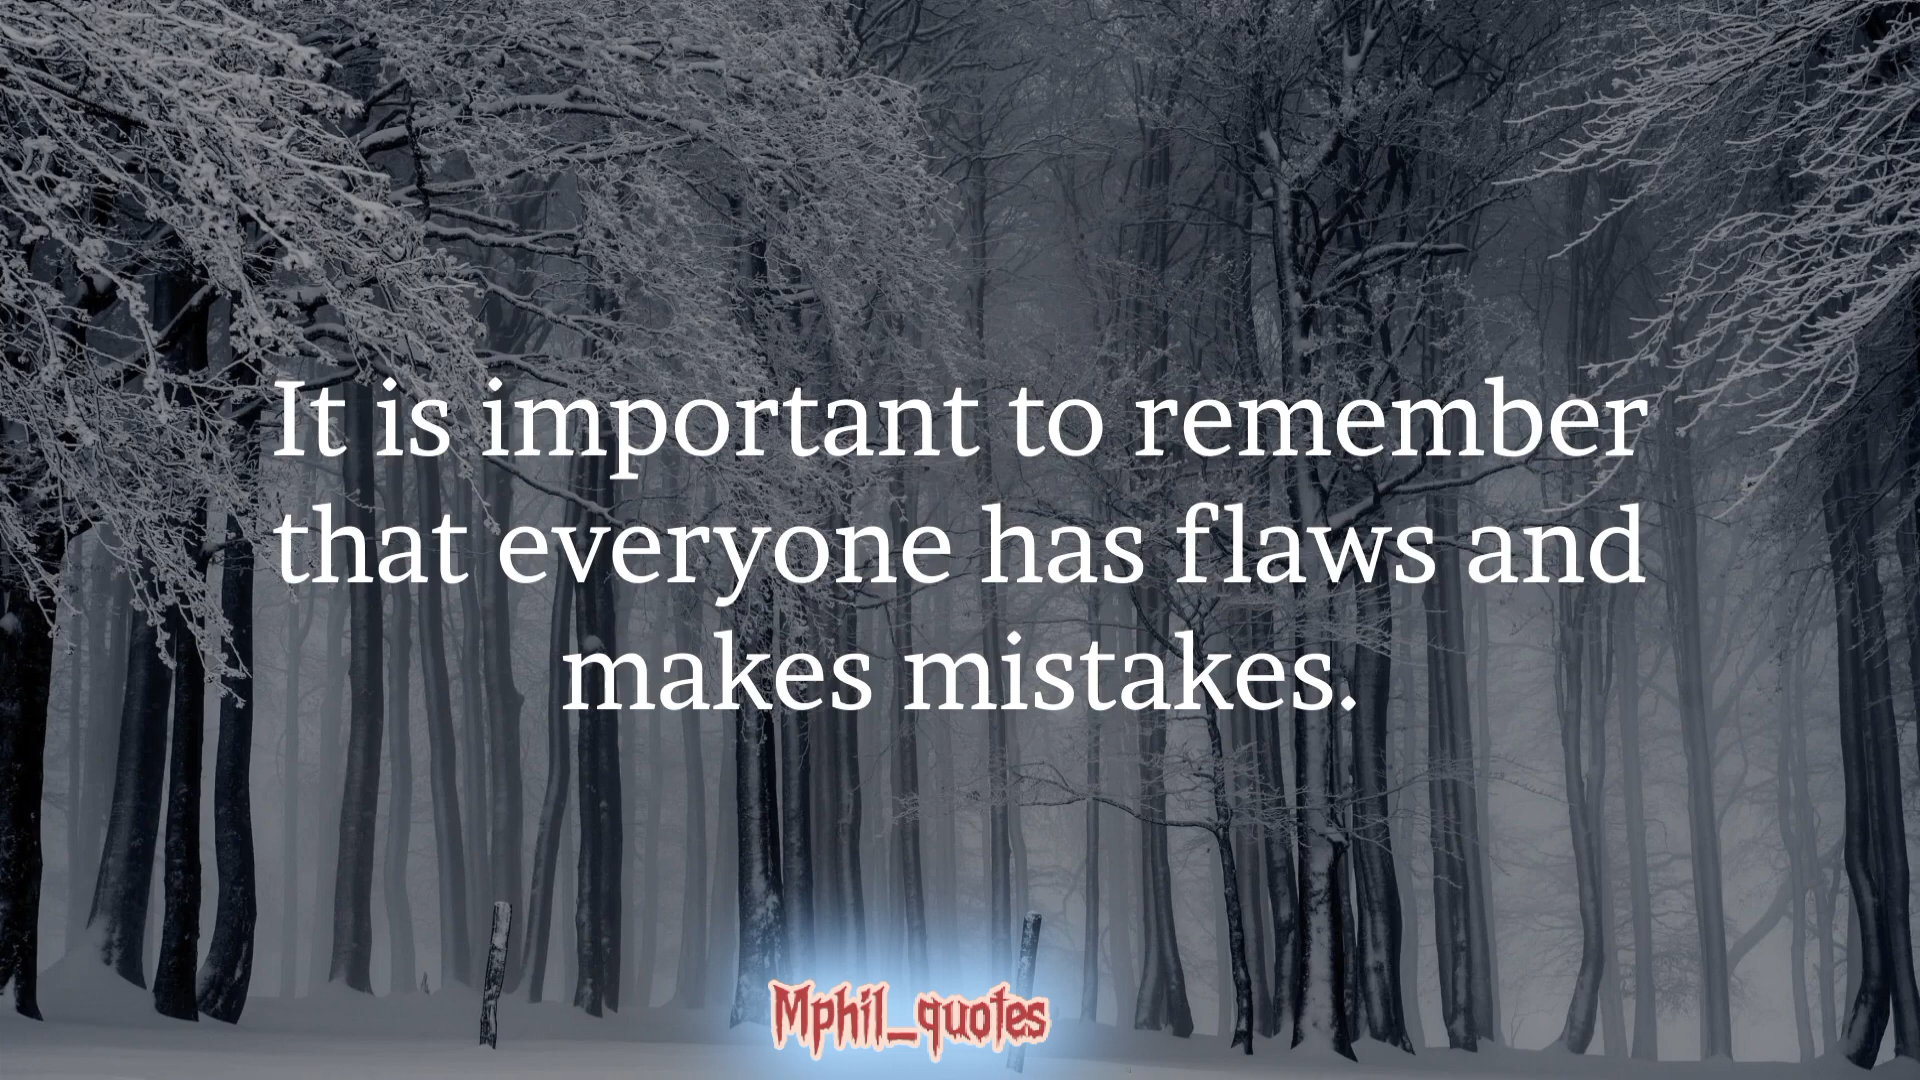 It is important to remember
that everyone has flaws and
makes mistakes.
Mphil_quotes